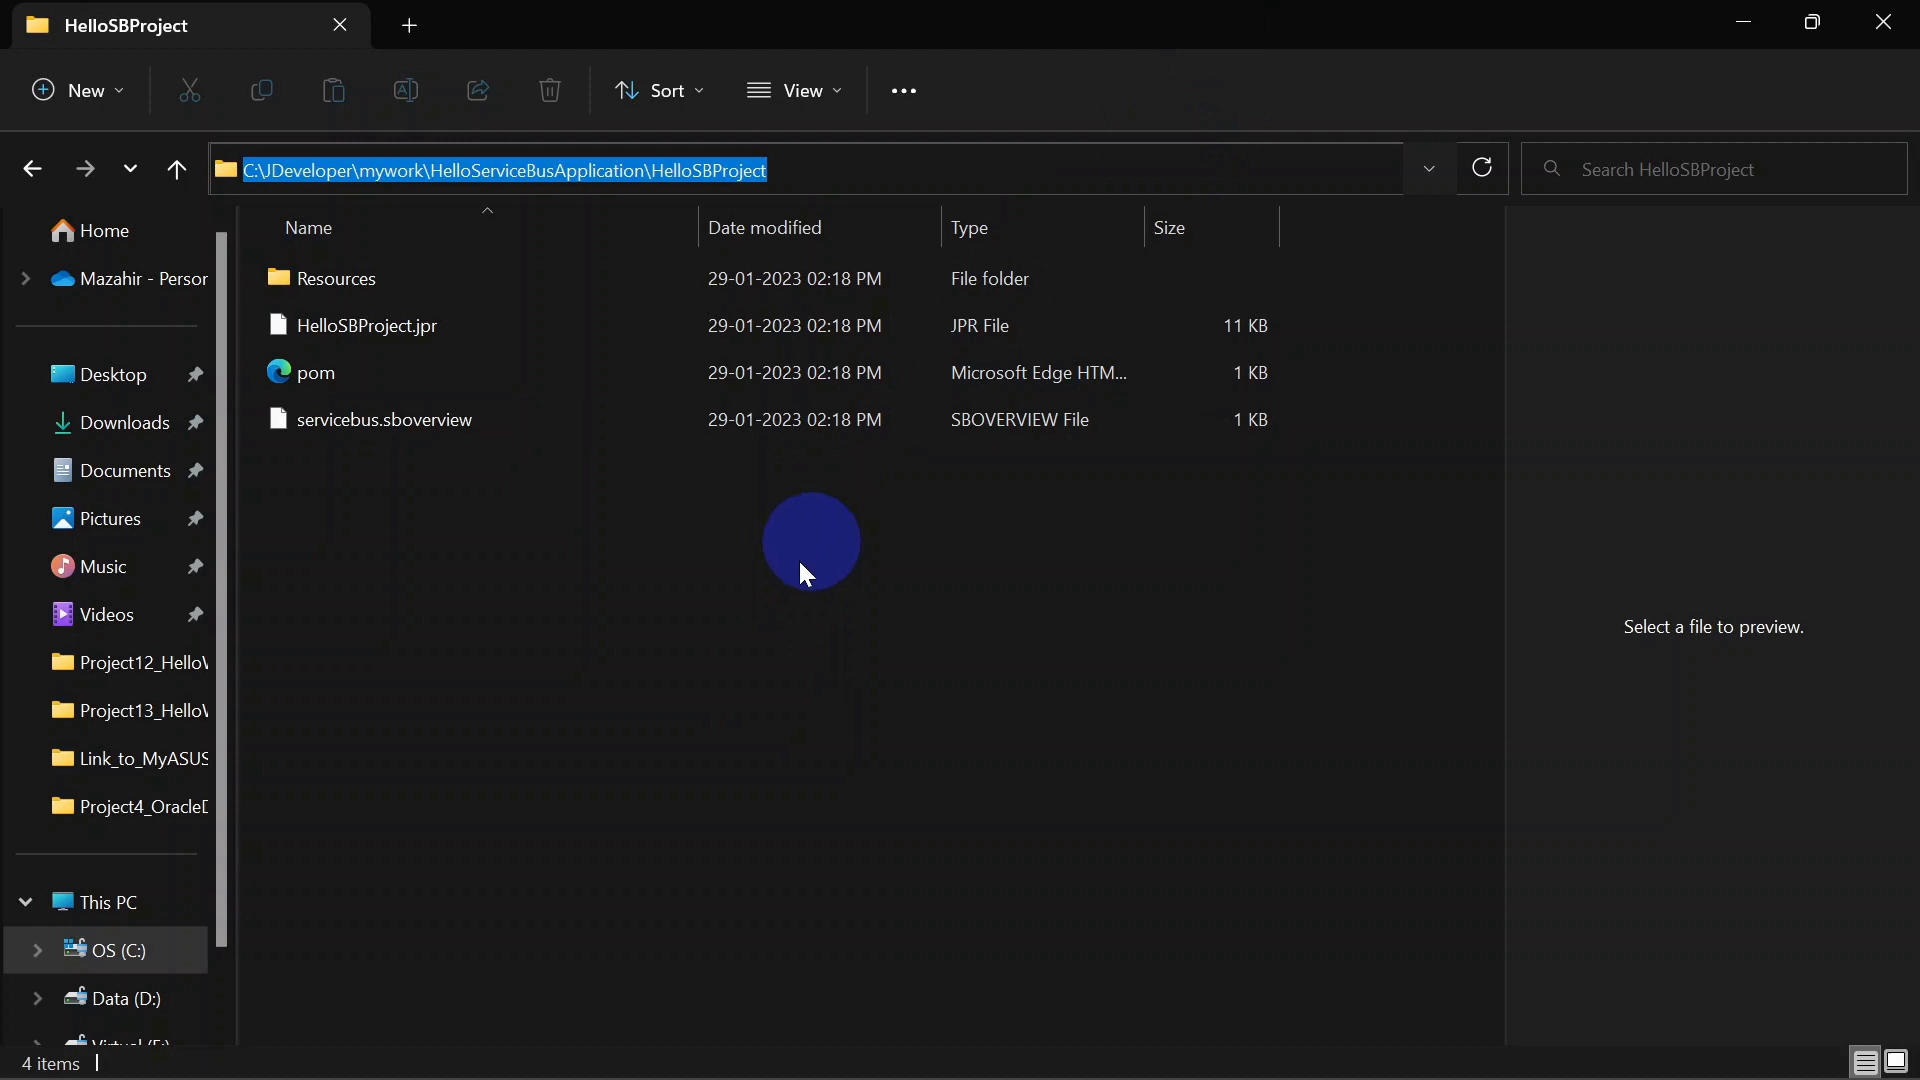 HelloSBProject
New
Sort
View
C:\JDeveloper\mywork\HelloServiceBusApplication\HelloSBProject
Search HelloSBProject
Name Date modified Type Size
Resources 29-01-2023 02:18 PM File folder
HelloSBProject.jpr 29-01-2023 02:18 PM JPR File 11 KB
pom 29-01-2023 02:18 PM Microsoft Edge HTM... 1 KB
servicebus.sboverview 29-01-2023 02:18 PM SBOVERVIEW File 1 KB
Home
Mazahir - Person
Desktop
Downloads
Documents
Pictures
Music
Videos
Project12_Hello
Project13_Hello
Link_to_MyASUS
Project4_Oracle
This PC
OS (C:)
Data (D:)
Select a file to preview.
4 items